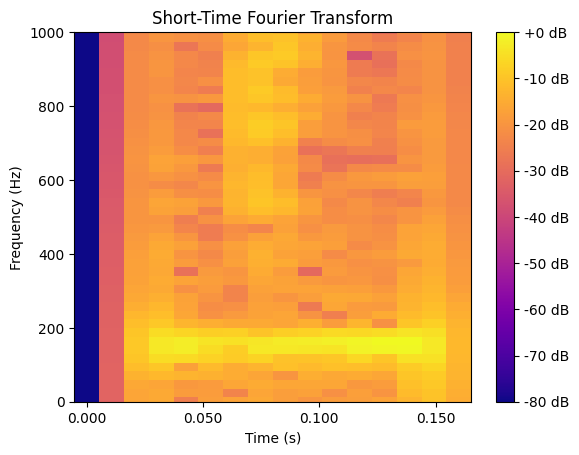 Short-Time Fourier Transform
1000
800
600
400
200
0
Frequency (Hz)
0.000
0.050
0.100
0.150
Time (s)
+0 dB
-10 dB
-20 dB
-30 dB
-40 dB
-50 dB
-60 dB
-70 dB
-80 dB